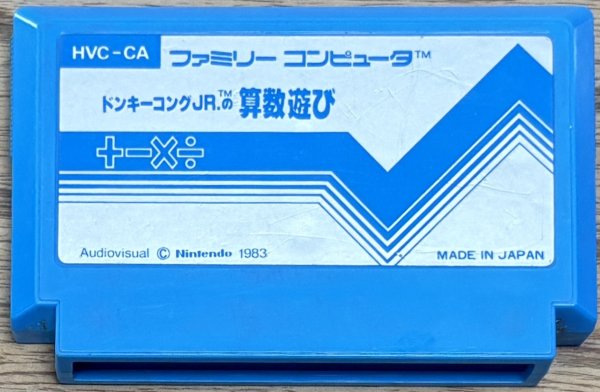 HVC-CA ファミリー コンピュータ™
ドンキーコングJR.™の 算数遊び
+-×÷
Audiovisual © Nintendo 1983 MADE IN JAPAN